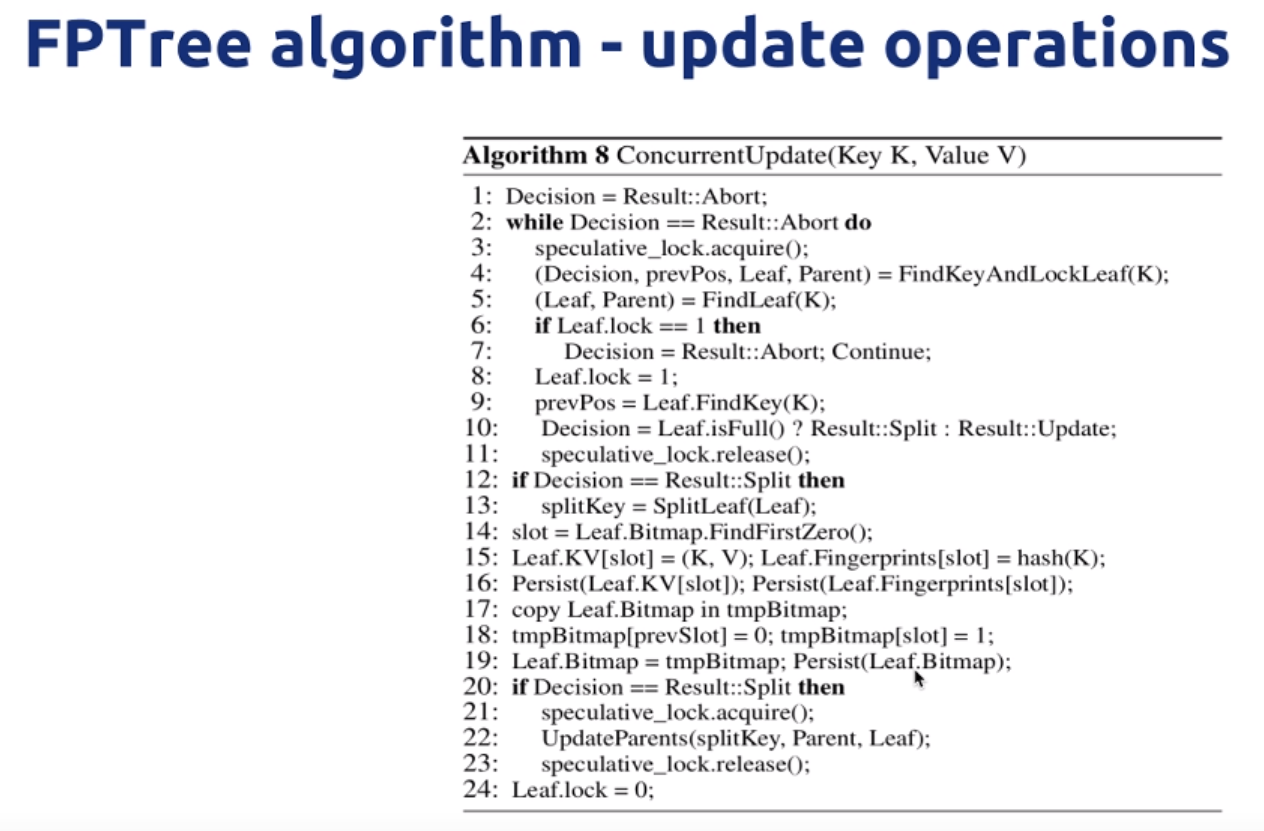 FPTree algorithm - update operations
Algorithm 8 ConcurrentUpdate(Key K, Value V)
1: Decision = Result::Abort;
2: while Decision == Result::Abort do
3: speculative_lock.acquire();
4: (Decision, prevPos, Leaf, Parent) = FindKeyAndLockLeaf(K);
5: (Leaf, Parent) = FindLeaf(K);
6: if Leaf.lock == 1 then
7: Decision = Result::Abort; Continue;
8: Leaf.lock = 1;
9: prevPos = Leaf.FindKey(K);
10: Decision = Leaf.isFull() ? Result::Split : Result::Update;
11: speculative_lock.release();
12: if Decision == Result::Split then
13: splitKey = SplitLeaf(Leaf);
14: slot = Leaf.Bitmap.FindFirstZero();
15: Leaf.KV[slot] = (K, V); Leaf.Fingerprints[slot] = hash(K);
16: Persist(Leaf.KV[slot]); Persist(Leaf.Fingerprints[slot]);
17: copy Leaf.Bitmap in tmpBitmap;
18: tmpBitmap[prevSlot] = 0; tmpBitmap[slot] = 1;
19: Leaf.Bitmap = tmpBitmap; Persist(Leaf.Bitmap);
20: if Decision == Result::Split then
21: speculative_lock.acquire();
22: UpdateParents(splitKey, Parent, Leaf);
23: speculative_lock.release();
24: Leaf.lock = 0;